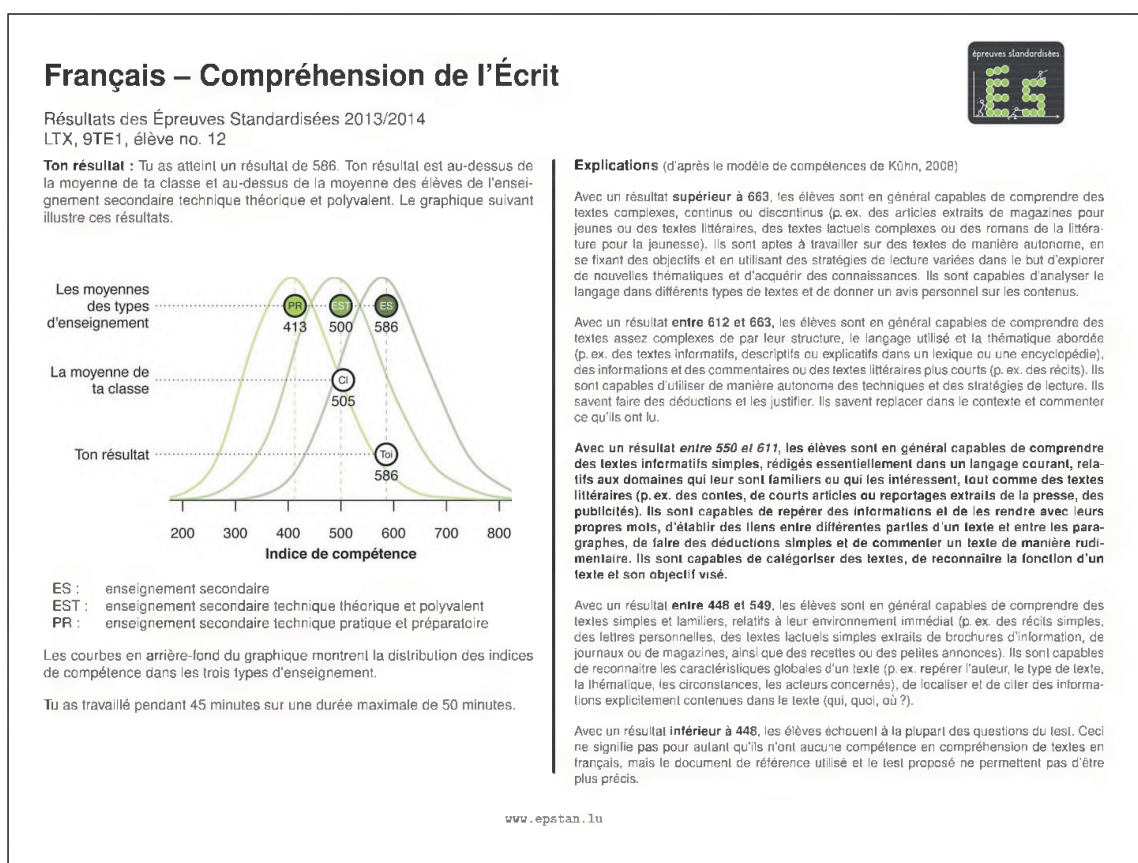 épreuves standardisées
Français – Compréhension de l'Écrit
Résultats des Épreuves Standardisées 2013/2014
LTX, 9TE1, élève no. 12
Ton résultat : Tu as atteint un résultat de 586. Ton résultat est au-dessus de
la moyenne de ta classe et au-dessus de la moyenne des élèves de l'ensei-
gnement secondaire technique théorique et polyvalent. Le graphique suivant
illustre ces résultats.
Les moyennes
des types
d'enseignement
PR
EST
ES
413
500
586
La moyenne de
ta classe
Cl
505
Ton résultat
Toi
586
200 300 400 500 600 700 800
Indice de compétence
ES : enseignement secondaire
EST : enseignement secondaire technique théorique et polyvalent
PR : enseignement secondaire technique pratique et préparatoire
Les courbes en arrière-fond du graphique montrent la distribution des indices
de compétence dans les trois types d'enseignement.
Tu as travaillé pendant 45 minutes sur une durée maximale de 50 minutes.
Explications (d'après le modèle de compétences de Kühn, 2008)
Avec un résultat supérieur à 663, les élèves sont en général capables de comprendre des
textes complexes, continus ou discontinus (p. ex. des articles extraits de magazines pour
jeunes ou des textes littéraires, des textes factuels complexes ou des romans de la littéra-
ture pour la jeunesse). Ils sont aptes à travailler sur des textes de manière autonome, en
se fixant des objectifs et en utilisant des stratégies de lecture variées dans le but d'explorer
de nouvelles thématiques et d'acquérir des connaissances. Ils sont capables d'analyser le
langage dans différents types de textes et de donner un avis personnel sur les contenus.
Avec un résultat entre 612 et 663, les élèves sont en général capables de comprendre des
textes assez complexes de par leur structure, le langage utilisé et la thématique abordée
(p. ex. des textes informatifs, descriptifs ou explicatifs dans un lexique ou une encyclopédie),
des informations et des commentaires ou des textes littéraires plus courts (p. ex. des récits). Ils
sont capables d'utiliser de manière autonome des techniques et des stratégies de lecture. Ils
savent faire des déductions et les justifier. Ils savent replacer dans le contexte et commenter
ce qu'ils ont lu.
Avec un résultat entre 550 et 611, les élèves sont en général capables de comprendre
des textes informatifs simples, rédigés essentiellement dans un langage courant, rela-
tifs aux domaines qui leur sont familiers ou qui les intéressent, tout comme des textes
littéraires (p. ex. des contes, de courts articles ou reportages extraits de la presse, des
publicités). Ils sont capables de repérer des informations et de les rendre avec leurs
propres mots, d'établir des liens entre différentes parties d'un texte et entre les para-
graphes, de faire des déductions simples et de commenter un texte de manière rudi-
mentaire. Ils sont capables de catégoriser des textes, de reconnaître la fonction d'un
texte et son objectif visé.
Avec un résultat entre 448 et 549, les élèves sont en général capables de comprendre des
textes simples et familiers, relatifs à leur environnement immédiat (p. ex. des récits simples,
des lettres personnelles, des textes factuels simples extraits de brochures d'information, de
journaux ou de magazines, ainsi que des recettes ou des petites annonces). Ils sont capables
de reconnaitre les caractéristiques globales d'un texte (p. ex. repérer l'auteur, le type de texte,
la thématique, les circonstances, les acteurs concernés), de localiser et de citer des informa-
tions explicitement contenues dans le texte (qui, quoi, où ?).
Avec un résultat inférieur à 448, les élèves échouent à la plupart des questions du test. Ceci
ne signifie pas pour autant qu'ils n'ont aucune compétence en compréhension de textes en
français, mais le document de référence utilisé et le test proposé ne permettent pas d'être
plus précis.
www.epstan.lu